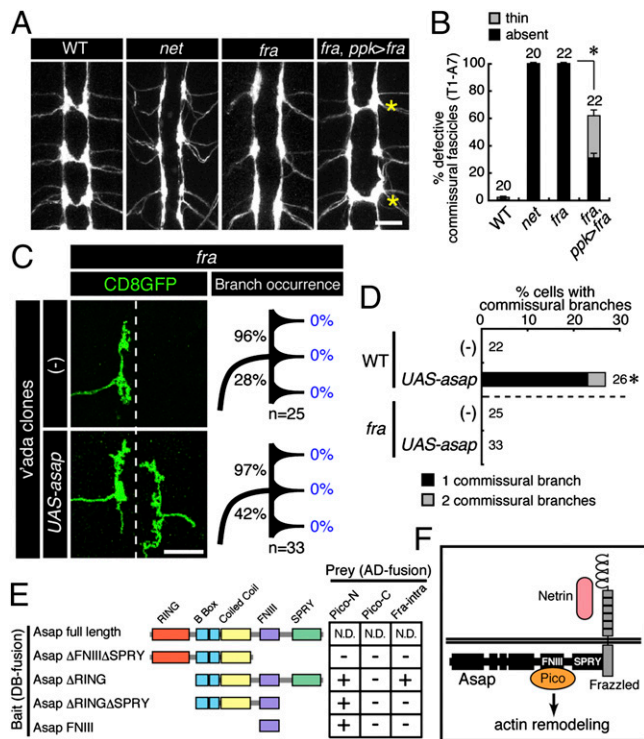 A
WT
net
fra
fra, ppk>fra
*
*
B
thin
absent
% defective
commissural fascicles (T1-A7)
100
80
60
40
20
0
20
20
22
*
22
WT
net
fra
fra,
ppk>fra
C
fra
CD8GFP
Branch occurrence
v'ada clones
(-)
UAS-asap
96%
28%
0%
0%
0%
n=25
97%
42%
0%
0%
0%
n=33
D
% cells with
commissural branches
0
10
20
30
WT
(-)
22
UAS-asap
26*
fra
(-)
25
UAS-asap
33
1 commissural branch
2 commissural branches
E
Prey (AD-fusion)
RING
B Box
Coiled Coil
FNIII
SPRY
Pico-N
Pico-C
Fra-intra
Bait (DB-fusion)
Asap full length
N.D.
N.D.
N.D.
Asap ΔFNIIIΔSPRY
-
-
-
Asap ΔRING
+
-
+
Asap ΔRINGΔSPRY
+
-
-
Asap FNIII
+
-
-
F
Netrin
FNIII
SPRY
Asap
Pico
Frazzled
actin remodeling